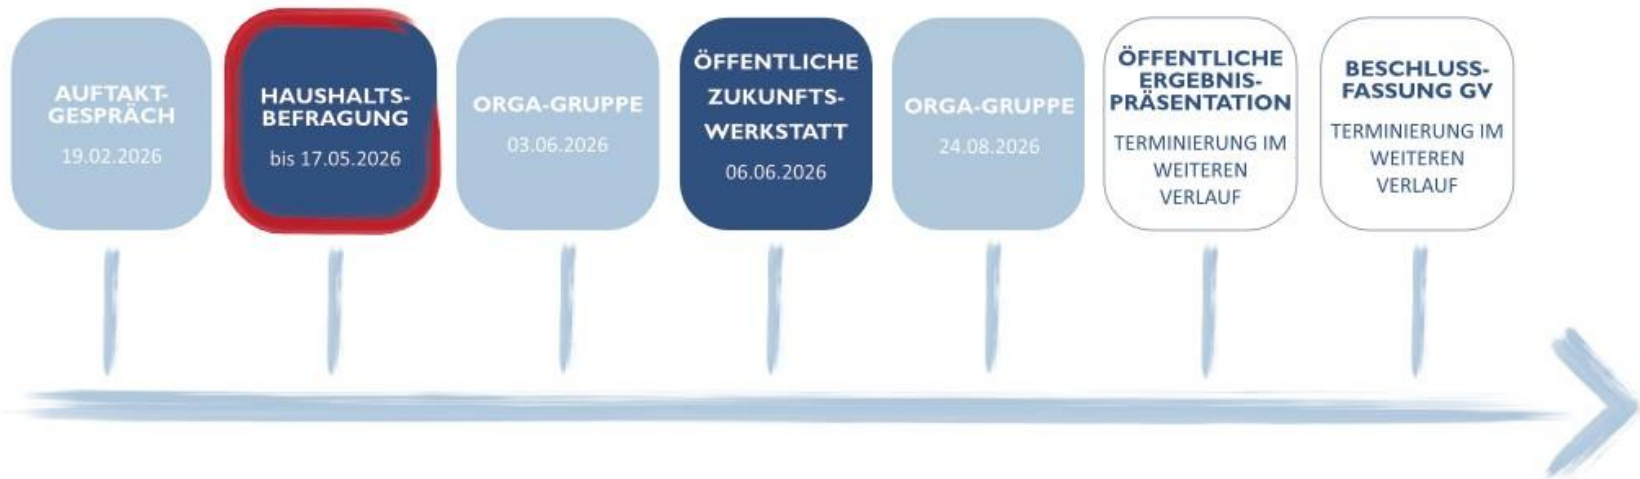 AUFTAKT-
GESPRÄCH
19.02.2026
HAUSHALTS-
BEFRAGUNG
bis 17.05.2026
ORGA-GRUPPE
03.06.2026
ÖFFENTLICHE
ZUKUNFTS-
WERKSTATT
06.06.2026
ORGA-GRUPPE
24.08.2026
ÖFFENTLICHE
ERGEBNIS-
PRÄSENTATION
TERMINIERUNG IM
WEITEREN
VERLAUF
BESCHLUSS-
FASSUNG GV
TERMINIERUNG IM
WEITEREN
VERLAUF